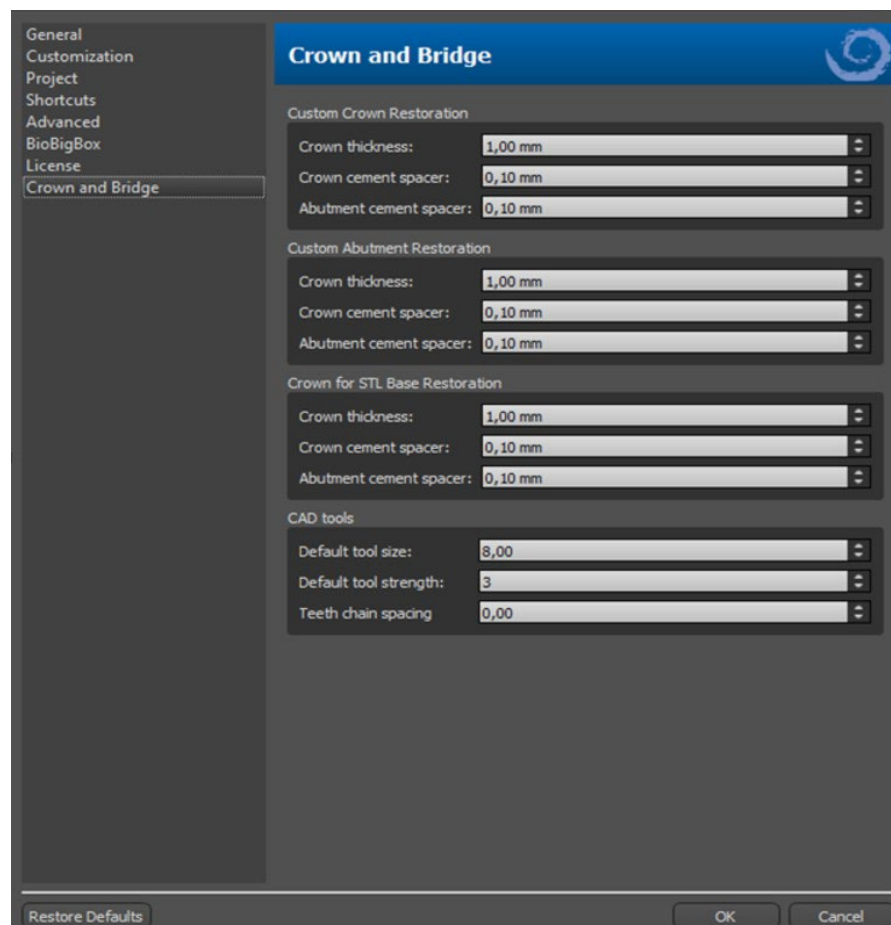 General
Customization
Project
Shortcuts
Advanced
BioBigBox
License
Crown and Bridge
Crown and Bridge
Custom Crown Restoration
Crown thickness: 1,00 mm
Crown cement spacer: 0,10 mm
Abutment cement spacer: 0,10 mm
Custom Abutment Restoration
Crown thickness: 1,00 mm
Crown cement spacer: 0,10 mm
Abutment cement spacer: 0,10 mm
Crown for STL Base Restoration
Crown thickness: 1,00 mm
Crown cement spacer: 0,10 mm
Abutment cement spacer: 0,10 mm
CAD tools
Default tool size: 8,00
Default tool strength: 3
Teeth chain spacing 0,00
Restore Defaults OK Cancel